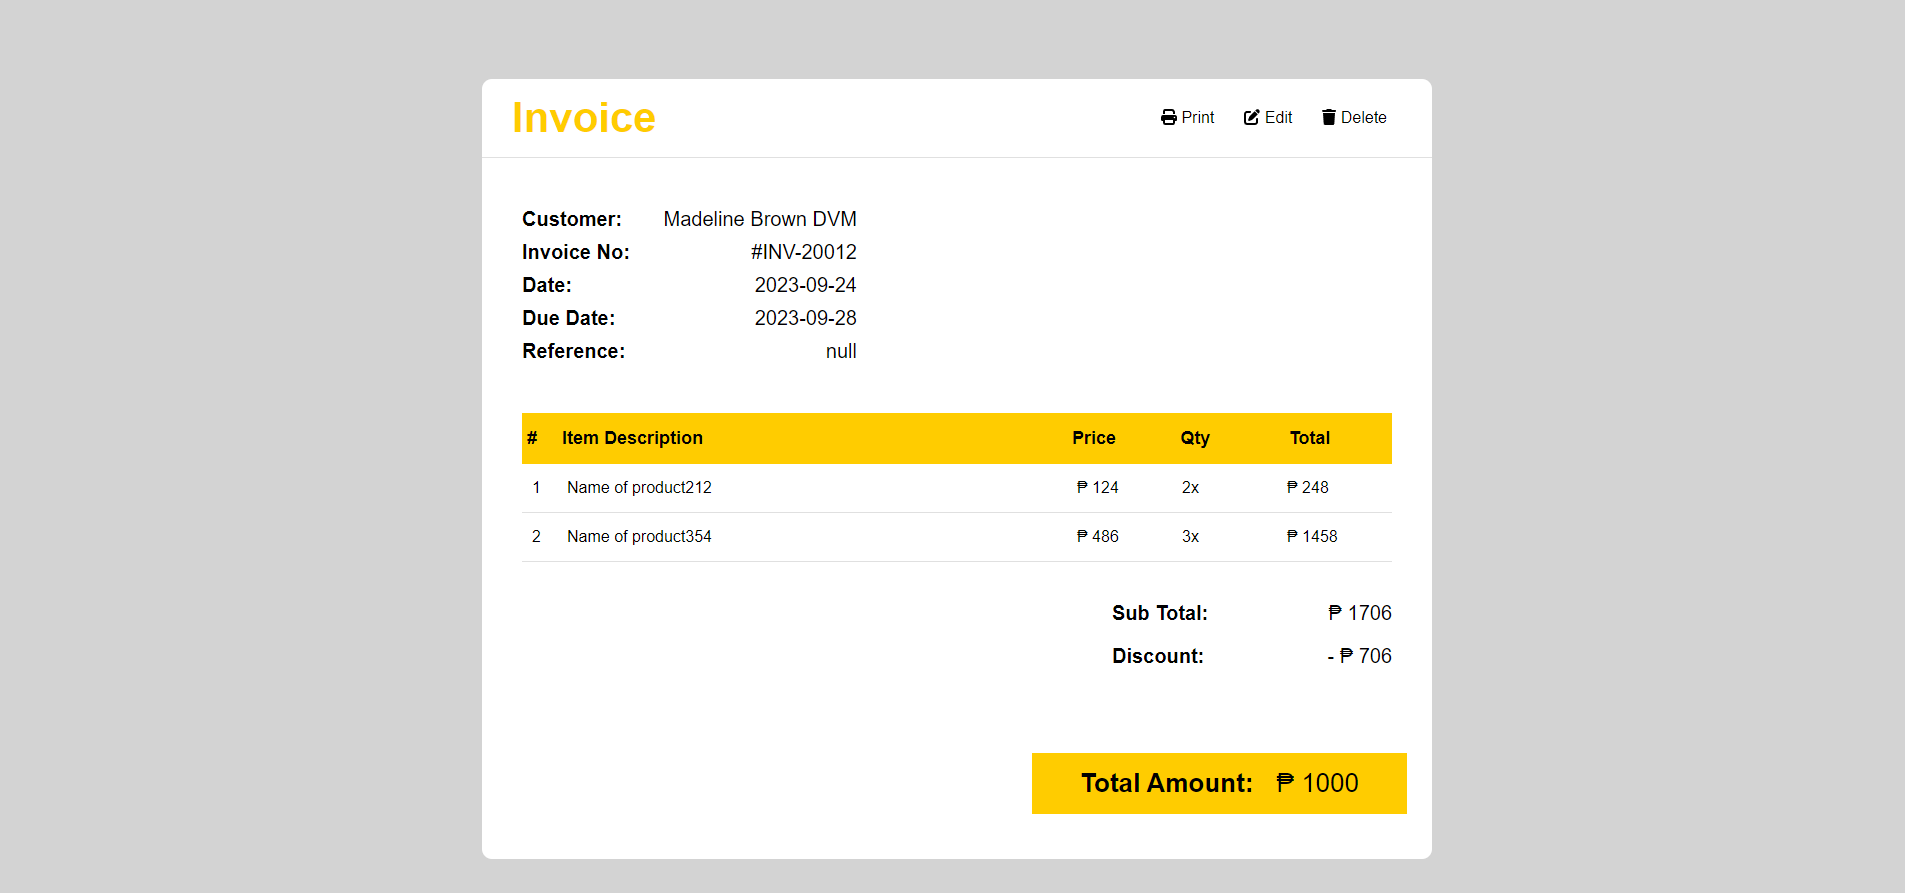 Invoice
Print Edit Delete
Customer: Madeline Brown DVM
Invoice No: #INV-20012
Date: 2023-09-24
Due Date: 2023-09-28
Reference: null
# Item Description Price Qty Total
1 Name of product212 ₱ 124 2x ₱ 248
2 Name of product354 ₱ 486 3x ₱ 1458
Sub Total: ₱ 1706
Discount: - ₱ 706
Total Amount: ₱ 1000